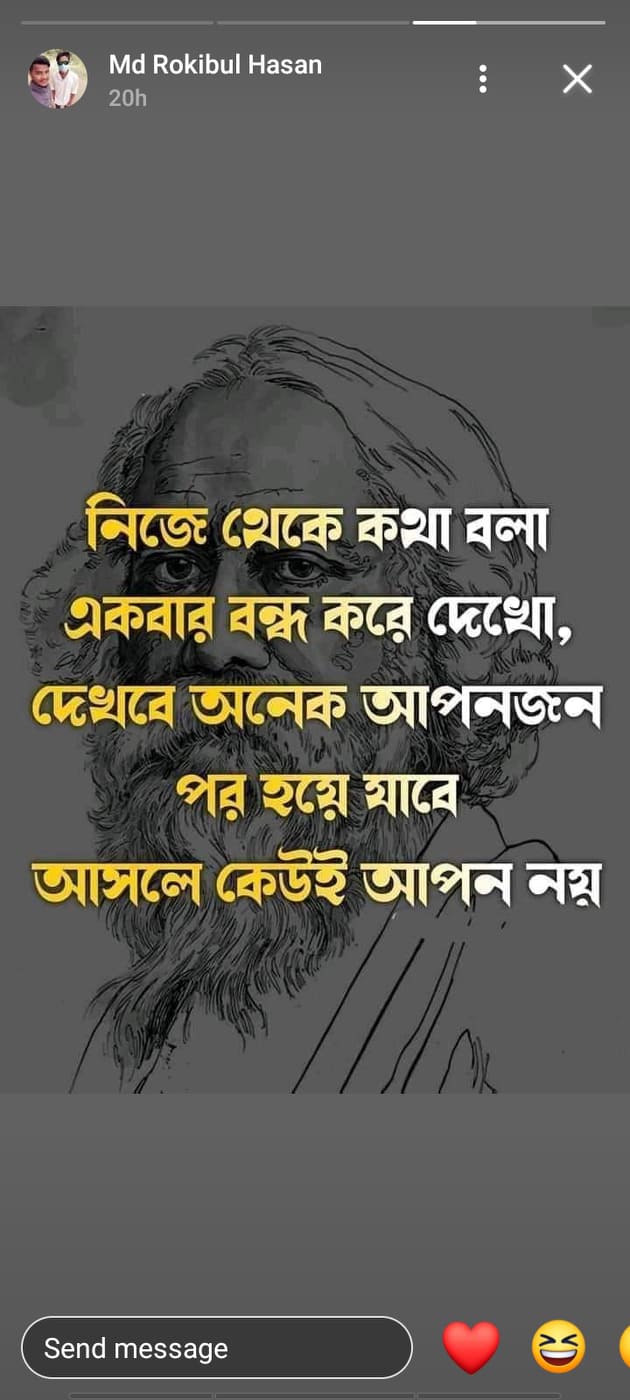 Md Rokibul Hasan
20h
নিজে থেকে কথা বলা
একবার বন্ধ করে দেখো,
দেখবে অনেক আপনজন
পর হয়ে যাবে
আসলে কেউই আপন নয়
Send message